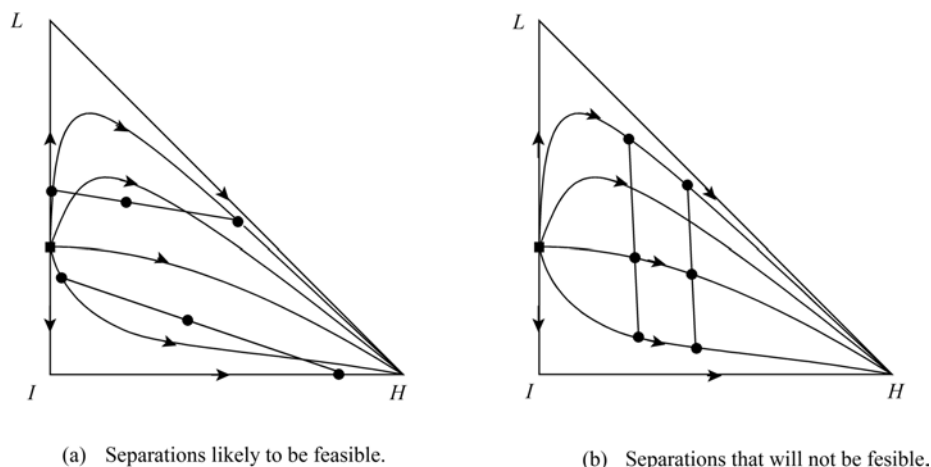 L
I
H
(a) Separations likely to be feasible.
L
I
H
(b) Separations that will not be fesible.